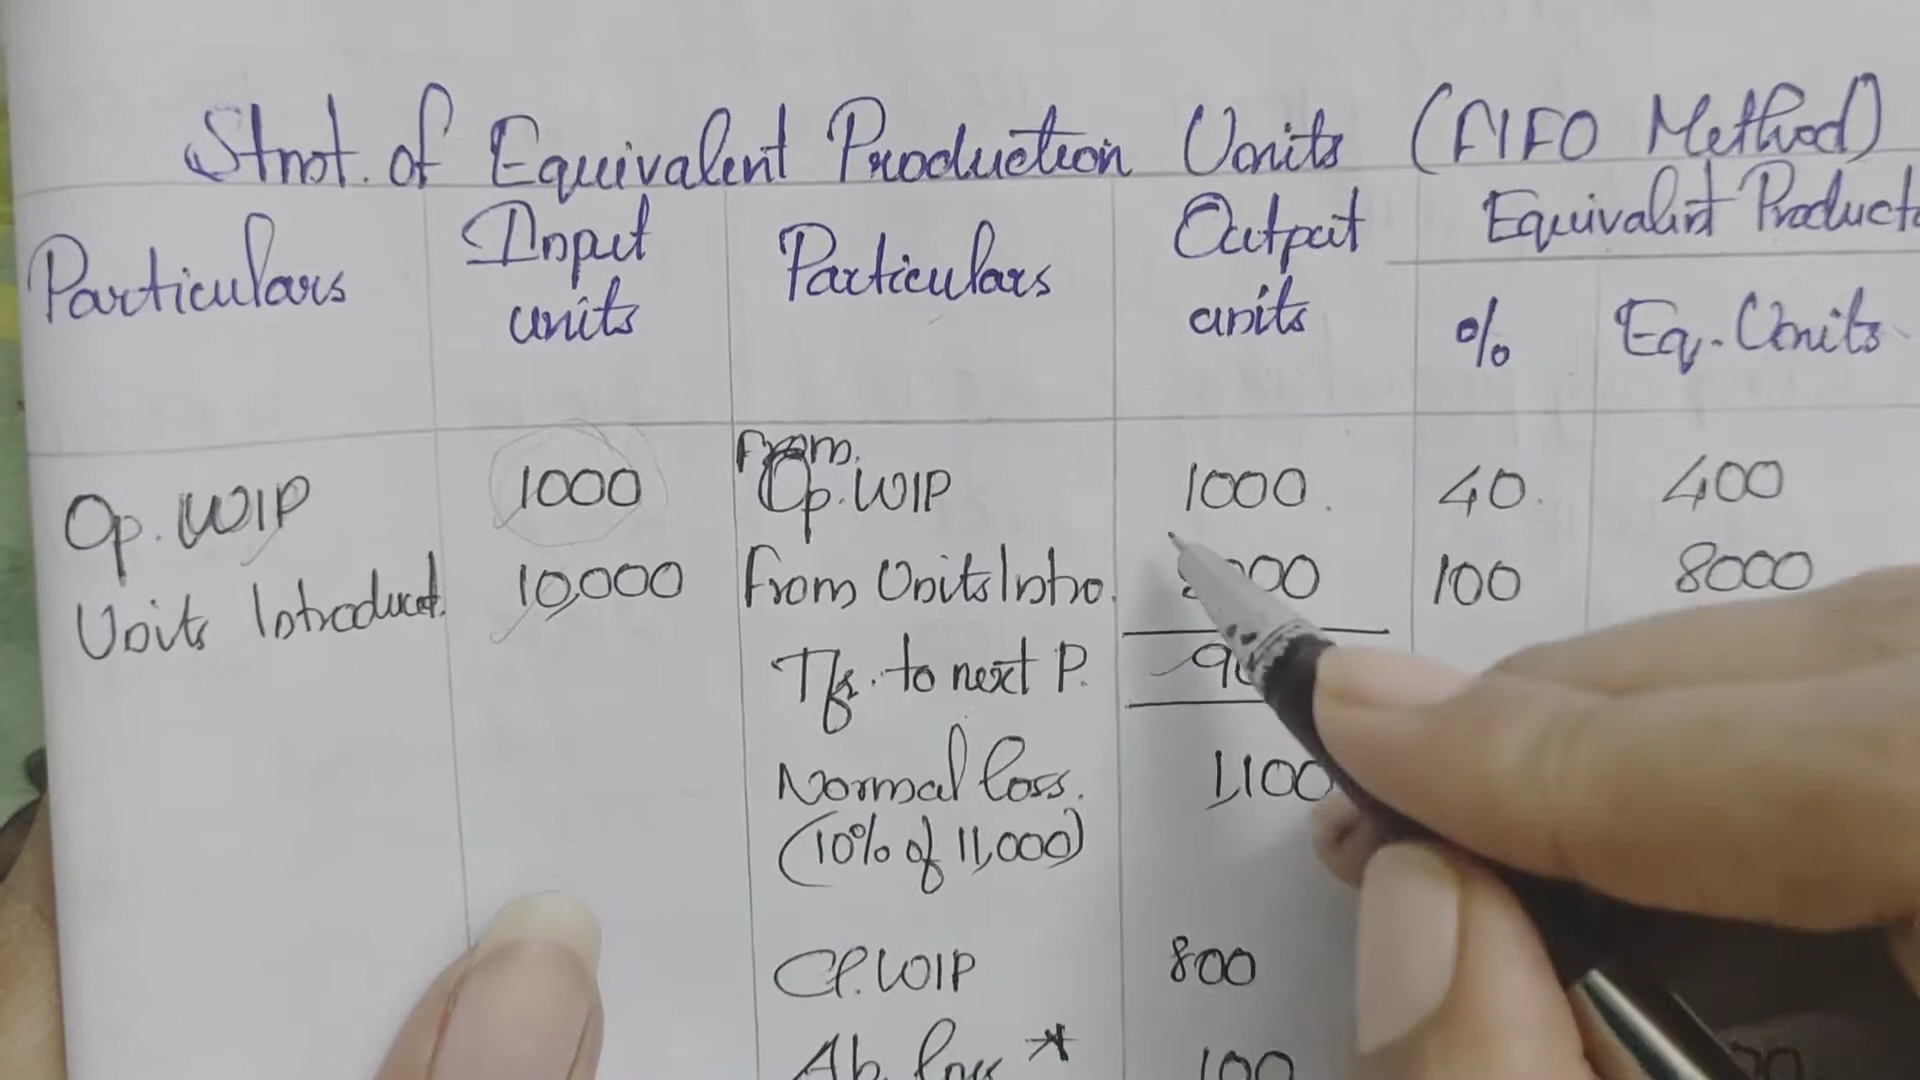 Stmt. of Equivalent Production Units (FIFO Method)
Particulars Input units Particulars Output units Equivalent Product
% Eq. Units
Op. WIP 1000 From Op. WIP 1000 40 400
Units Introduced 10,000 From Units Intro. 100 8000
Tfr. to next P.
Normal loss. 1,100
(10% of 11,000)
Cl. WIP 800
Ab. loss * 100